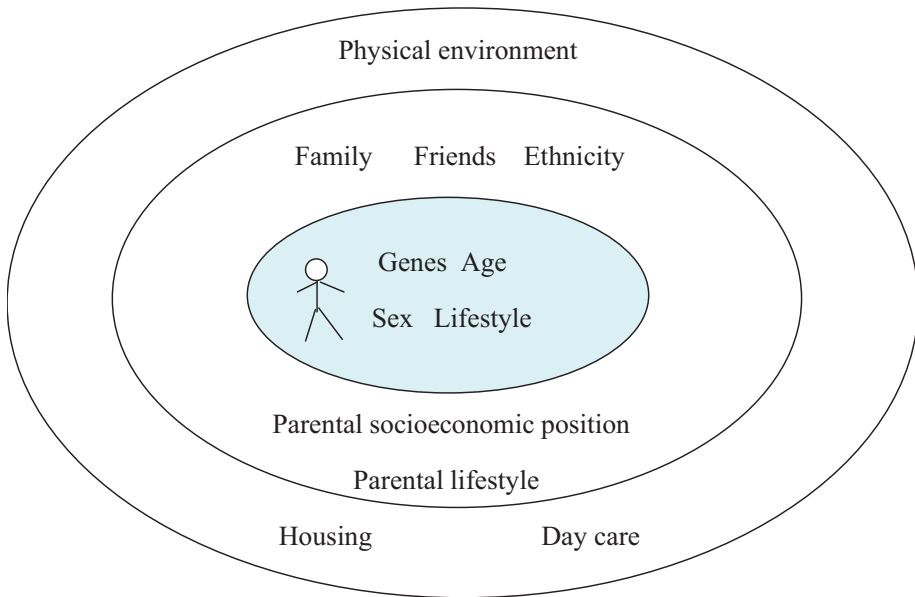 Physical environment
Family Friends Ethnicity
Genes Age
Sex Lifestyle
Parental socioeconomic position
Parental lifestyle
Housing Day care